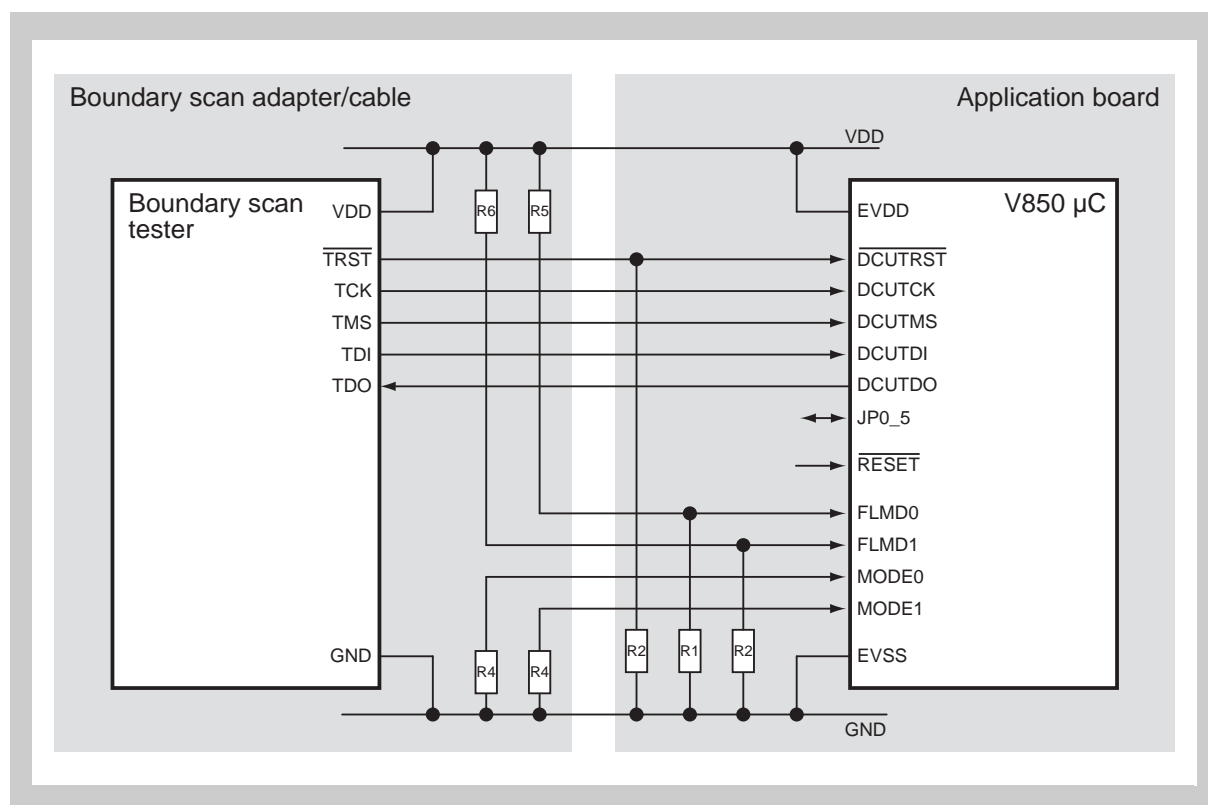 Boundary scan adapter/cable
Application board
VDD
Boundary scan
tester
VDD
TRST
TCK
TMS
TDI
TDO
GND
R6
R5
R4
R4
R2
R1
R2
V850 µC
EVDD
DCUTRST
DCUTCK
DCUTMS
DCUTDI
DCUTDO
JP0_5
RESET
FLMD0
FLMD1
MODE0
MODE1
EVSS
GND